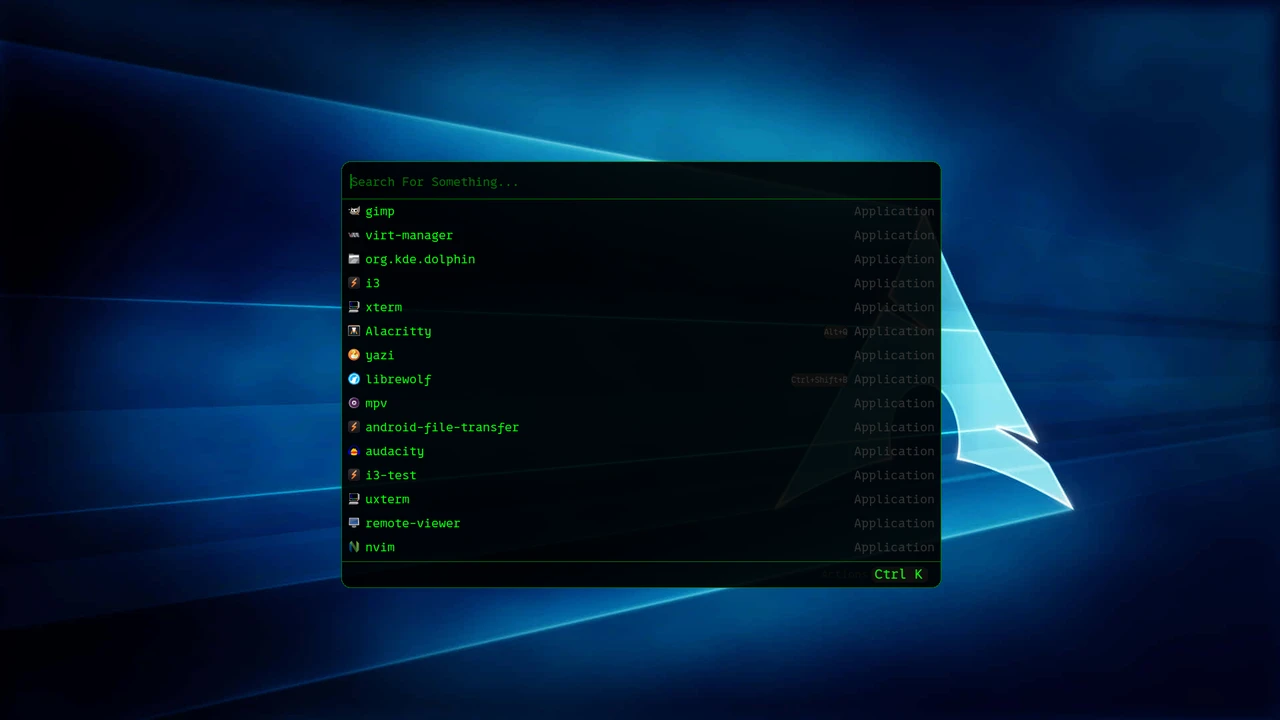 Search For Something...
gimp Application
virt-manager Application
org.kde.dolphin Application
i3 Application
xterm Application
Alacritty Alt+Q Application
yazi Application
librewolf Ctrl+Shift+B Application
mpv Application
android-file-transfer Application
audacity Application
i3-test Application
uxterm Application
remote-viewer Application
nvim Application
Actions Ctrl K